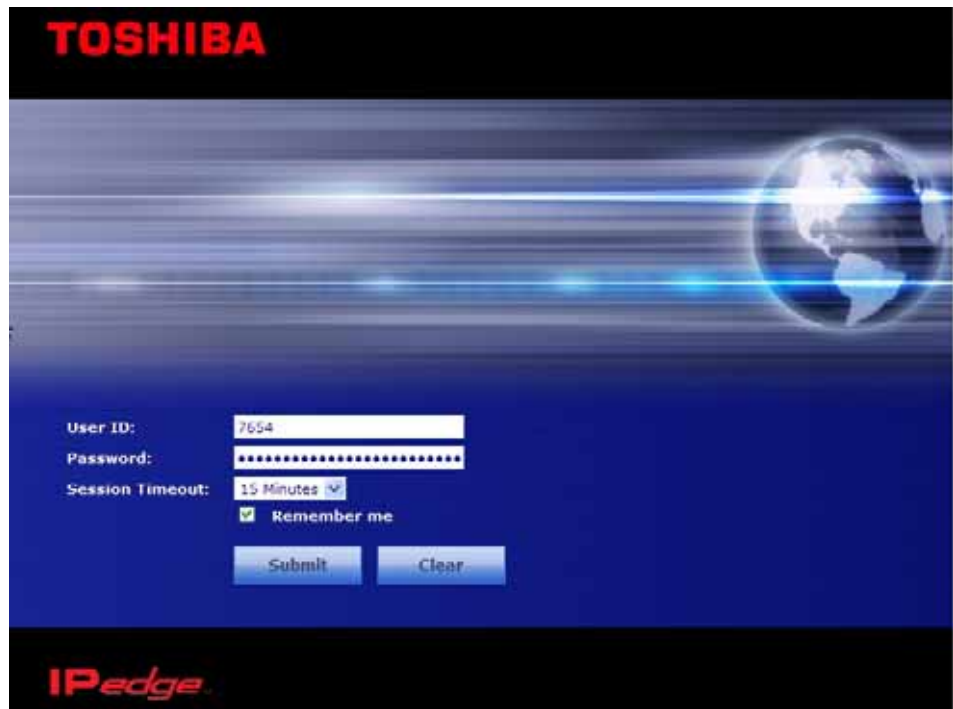 TOSHIBA
User ID: 7654
Password: •••••••••••••••••••••••••
Session Timeout: 15 Minutes
Remember me
Submit Clear
IPedge